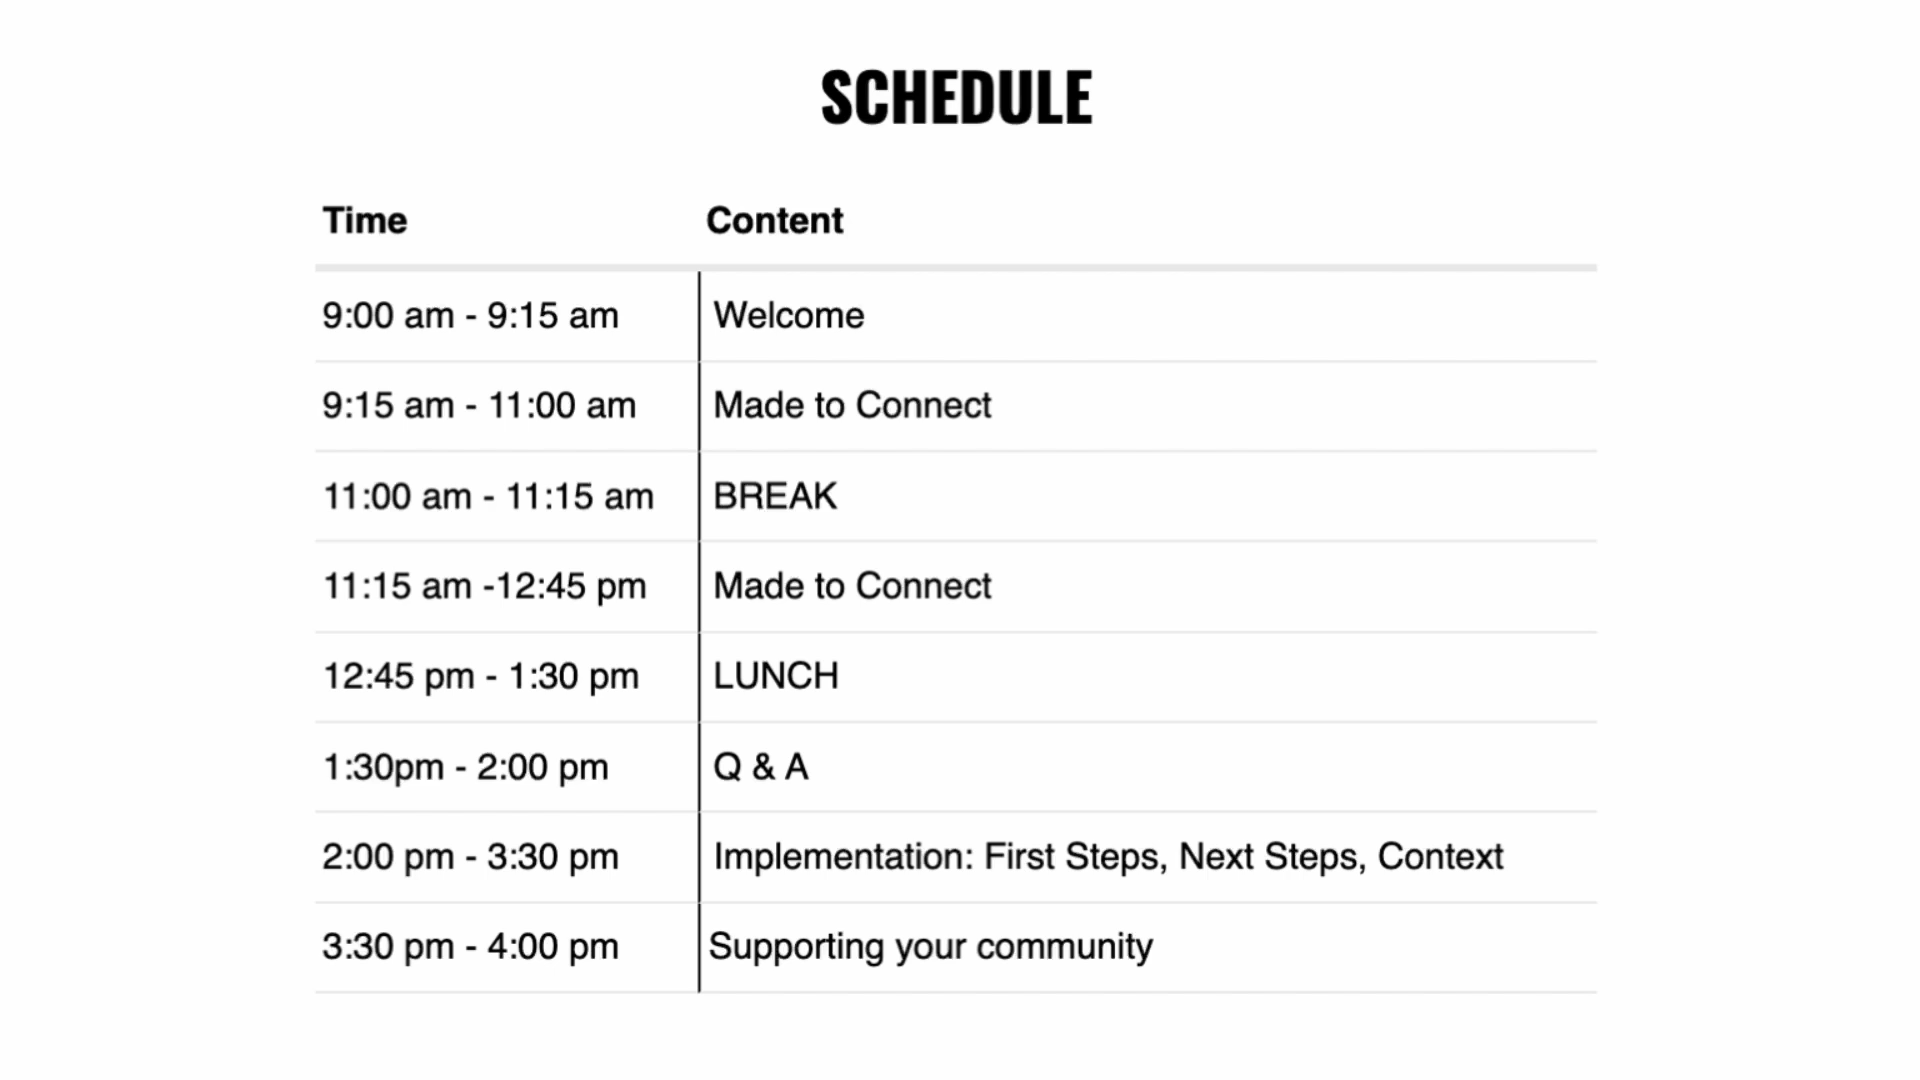 SCHEDULE
Time Content
9:00 am - 9:15 am Welcome
9:15 am - 11:00 am Made to Connect
11:00 am - 11:15 am BREAK
11:15 am -12:45 pm Made to Connect
12:45 pm - 1:30 pm LUNCH
1:30pm - 2:00 pm Q & A
2:00 pm - 3:30 pm Implementation: First Steps, Next Steps, Context
3:30 pm - 4:00 pm Supporting your community